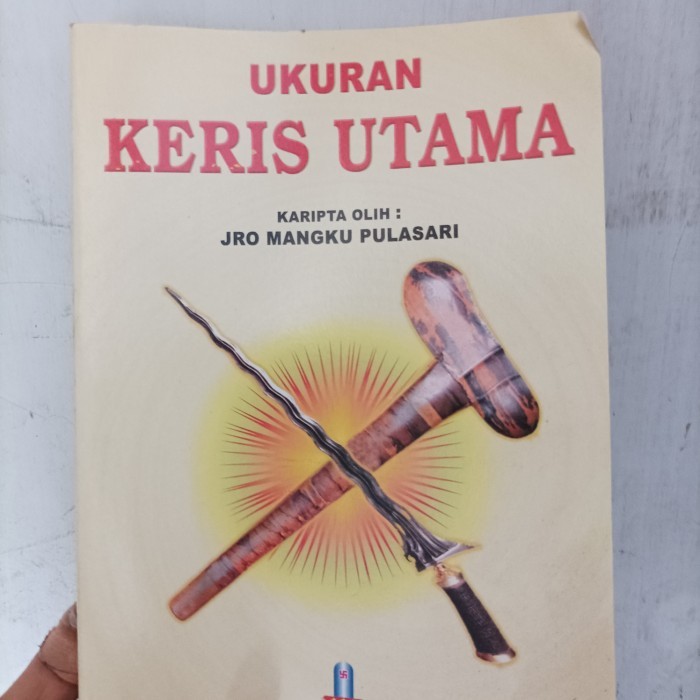 UKURAN
KERIS UTAMA
KARIPTA OLIH :
JRO MANGKU PULASARI